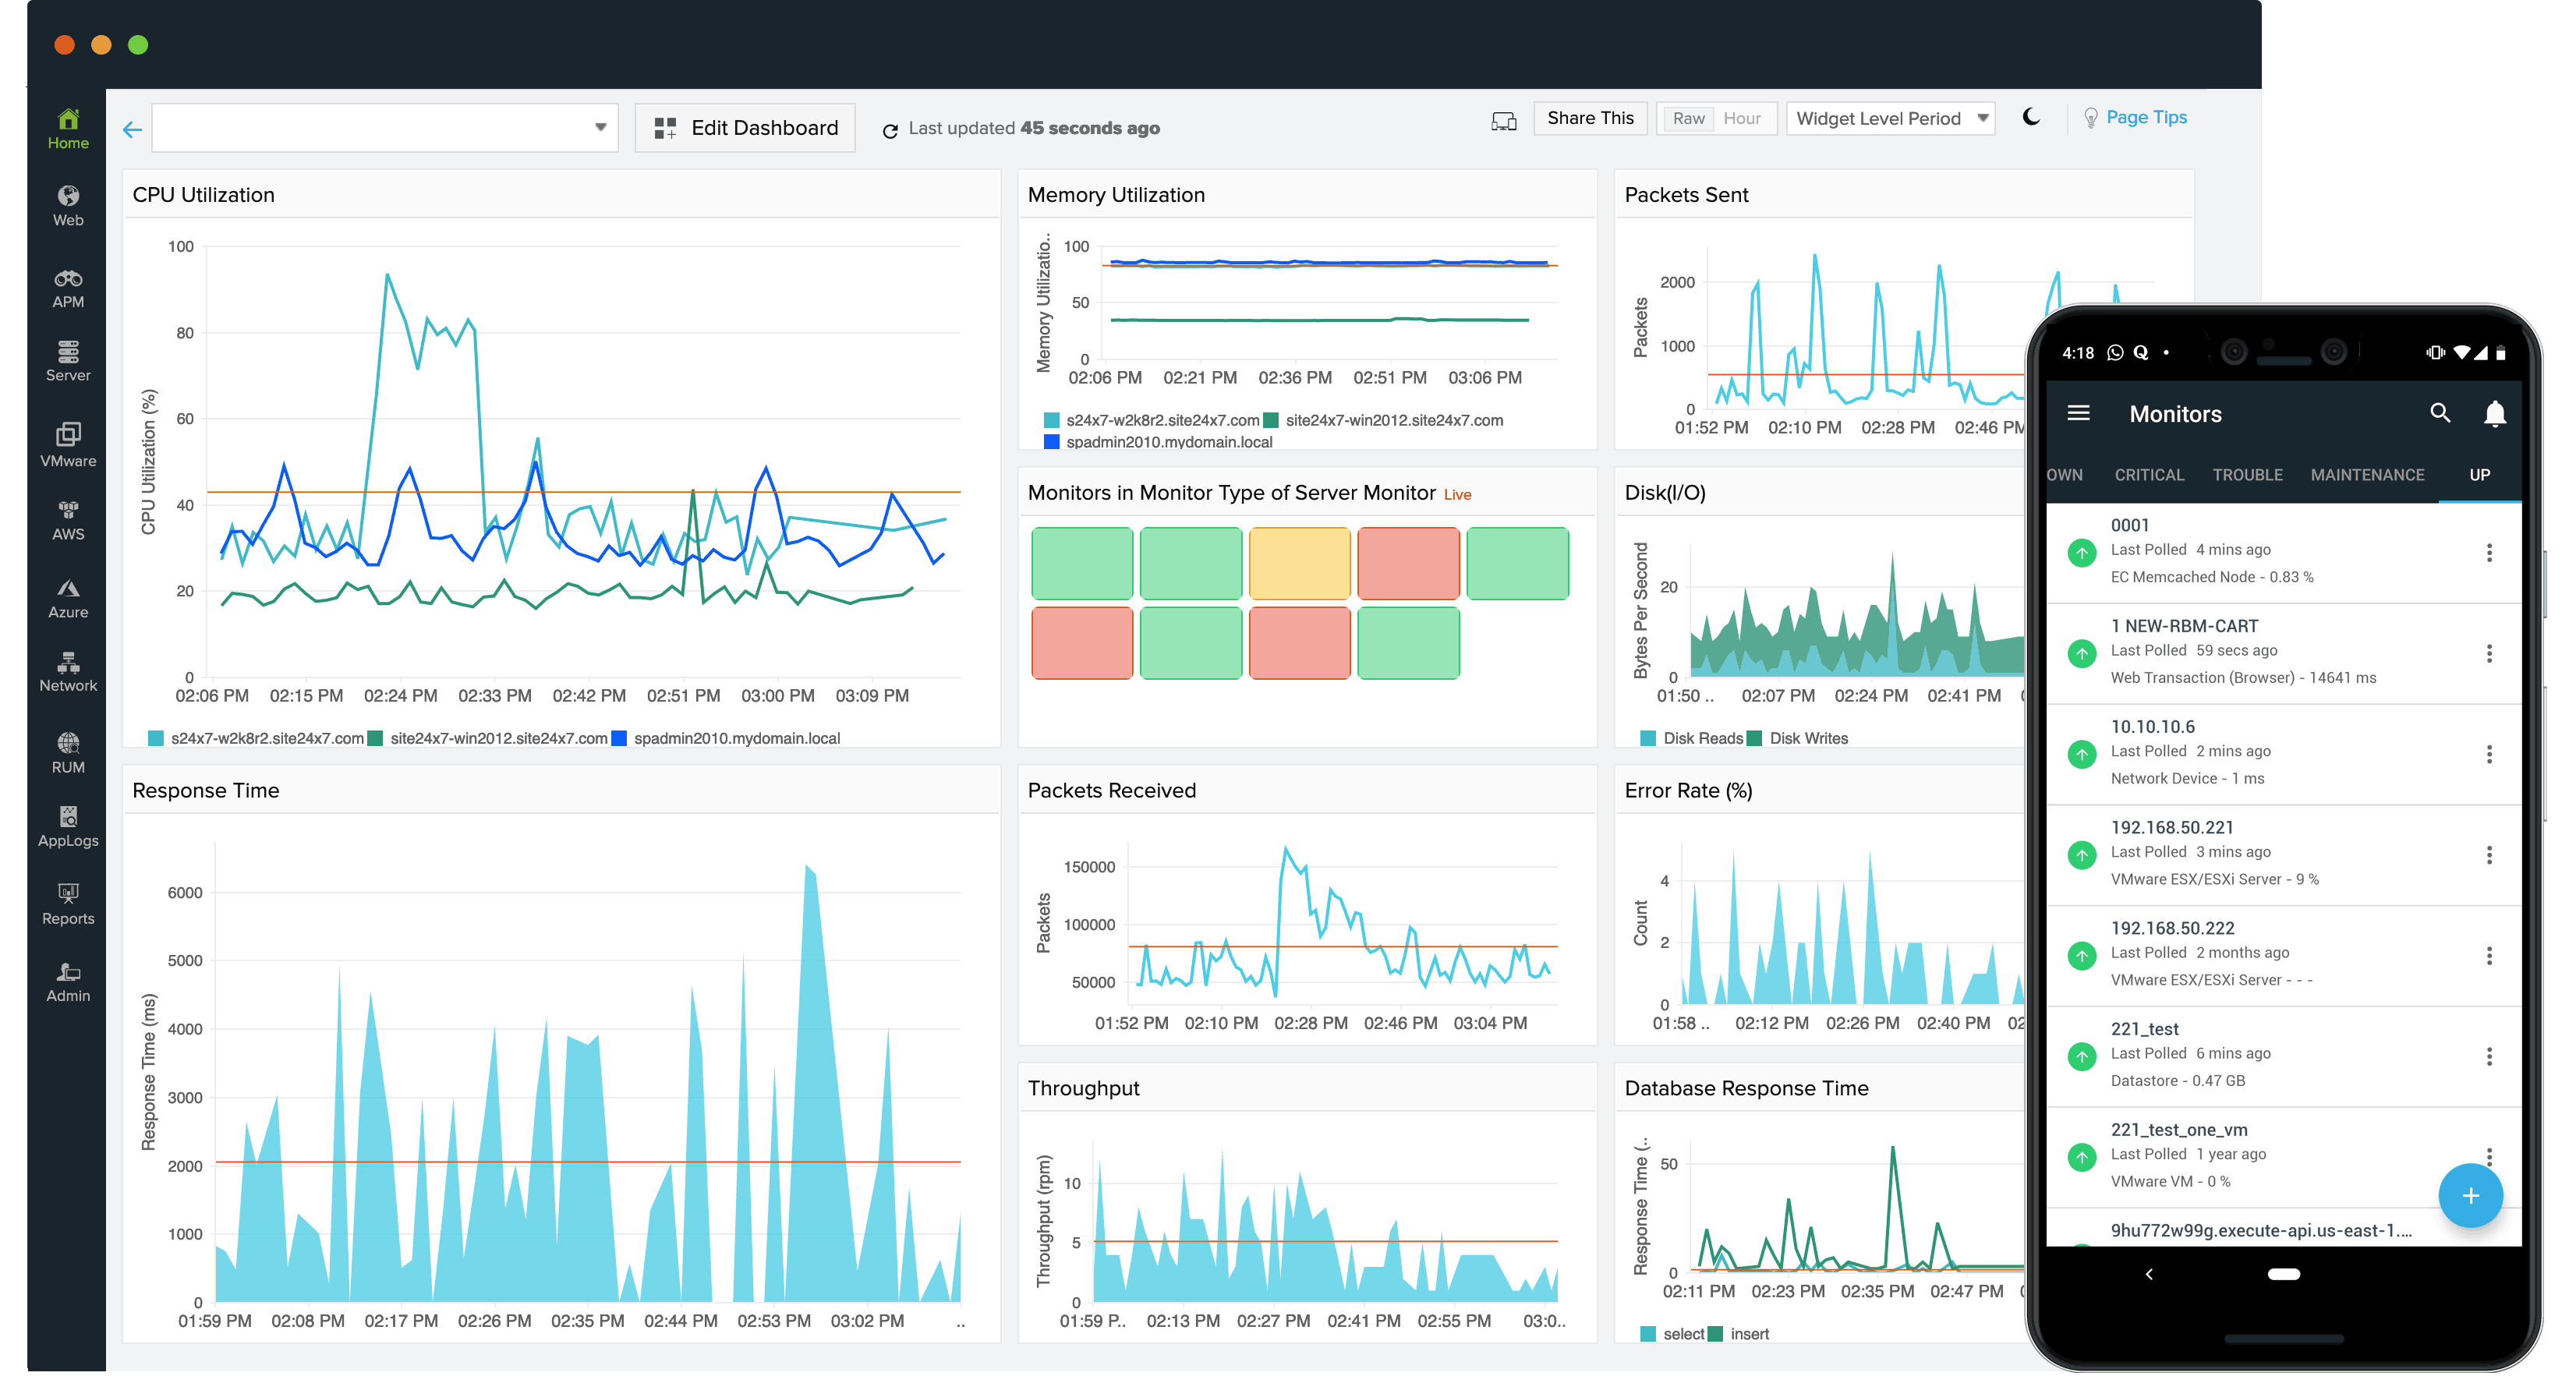 Home
Web
APM
Server
VMware
AWS
Azure
Network
RUM
AppLogs
Reports
Admin
Edit Dashboard
Last updated 45 seconds ago
Share This
Raw Hour
Widget Level Period
Page Tips
CPU Utilization
CPU Utilization (%)
100
80
60
40
20
0
02:06 PM 02:15 PM 02:24 PM 02:33 PM 02:42 PM 02:51 PM 03:00 PM 03:09 PM
s24x7-w2k8r2.site24x7.com site24x7-win2012.site24x7.com spadmin2010.mydomain.local
Memory Utilization
Memory Utilizatio..
100
50
0
02:06 PM 02:21 PM 02:36 PM 02:51 PM 03:06 PM
s24x7-w2k8r2.site24x7.com site24x7-win2012.site24x7.com
spadmin2010.mydomain.local
Packets Sent
Packets
2000
1000
0
01:52 PM 02:10 PM 02:28 PM 02:46 PM
Monitors in Monitor Type of Server Monitor Live
Disk(I/O)
Bytes Per Second
20
0
01:50 .. 02:07 PM 02:24 PM 02:41 PM
Disk Reads Disk Writes
Response Time
Response Time (ms)
6000
5000
4000
3000
2000
1000
0
01:59 PM 02:08 PM 02:17 PM 02:26 PM 02:35 PM 02:44 PM 02:53 PM 03:02 PM ..
Packets Received
Packets
150000
100000
50000
01:52 PM 02:10 PM 02:28 PM 02:46 PM 03:04 PM
Error Rate (%)
Count
4
2
0
01:58 .. 02:12 PM 02:26 PM 02:40 PM 02
Throughput
Throughput (rpm)
10
5
0
01:59 P.. 02:13 PM 02:27 PM 02:41 PM 02:55 PM 03:0..
Database Response Time
Response Time (..
50
0
02:11 PM 02:23 PM 02:35 PM 02:47 PM
select insert
4:18
Monitors
OWN CRITICAL TROUBLE MAINTENANCE UP
0001
Last Polled 4 mins ago
EC Memcached Node - 0.83 %
1 NEW-RBM-CART
Last Polled 59 secs ago
Web Transaction (Browser) - 14641 ms
10.10.10.6
Last Polled 2 mins ago
Network Device - 1 ms
192.168.50.221
Last Polled 3 mins ago
VMware ESX/ESXi Server - 9 %
192.168.50.222
Last Polled 2 months ago
VMware ESX/ESXi Server - - -
221_test
Last Polled 6 mins ago
Datastore - 0.47 GB
221_test_one_vm
Last Polled 1 year ago
VMware VM - 0 %
9hu772w99g.execute-api.us-east-1....